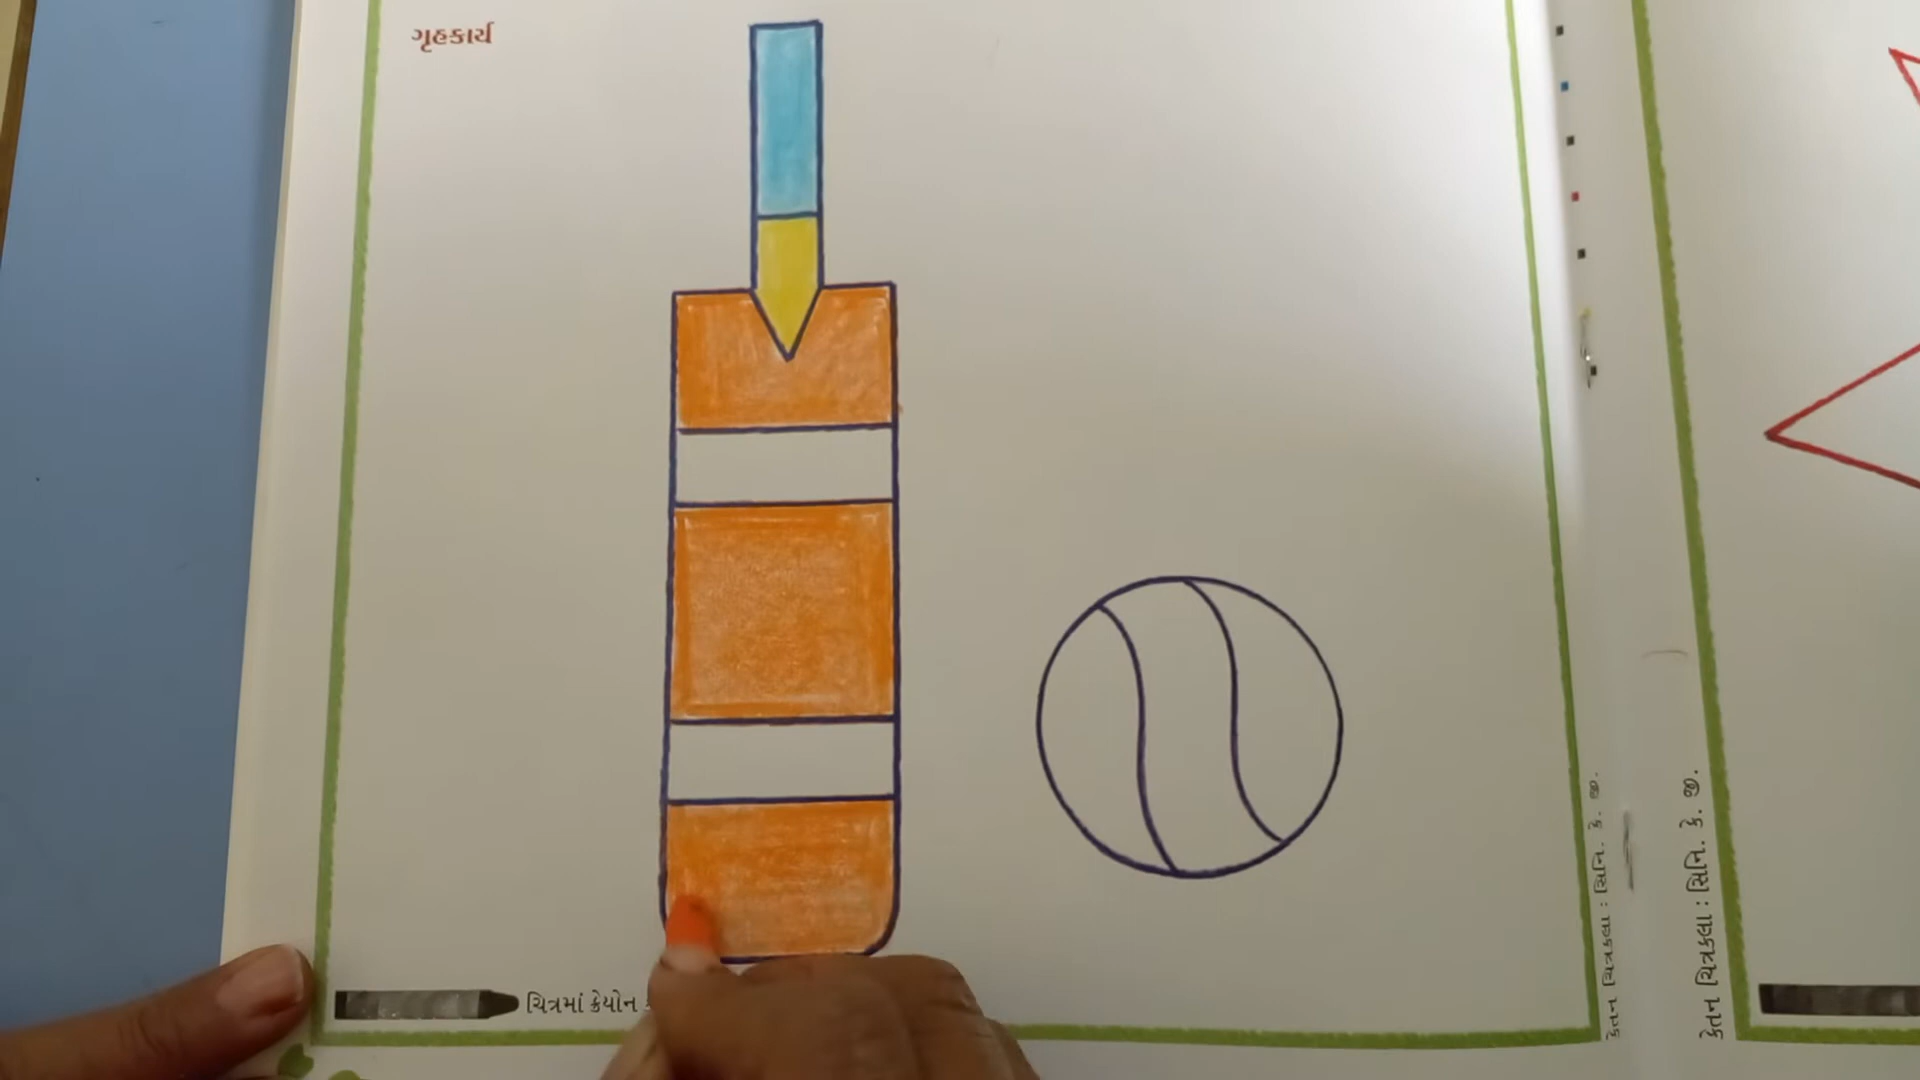 ગૃહકાર્ય
ચિત્રમાં ક્રેયોન
કેતન ચિત્રકલા : સિનિ. કે. જી.
કેતન ચિત્રકલા : સિનિ. કે. જી.